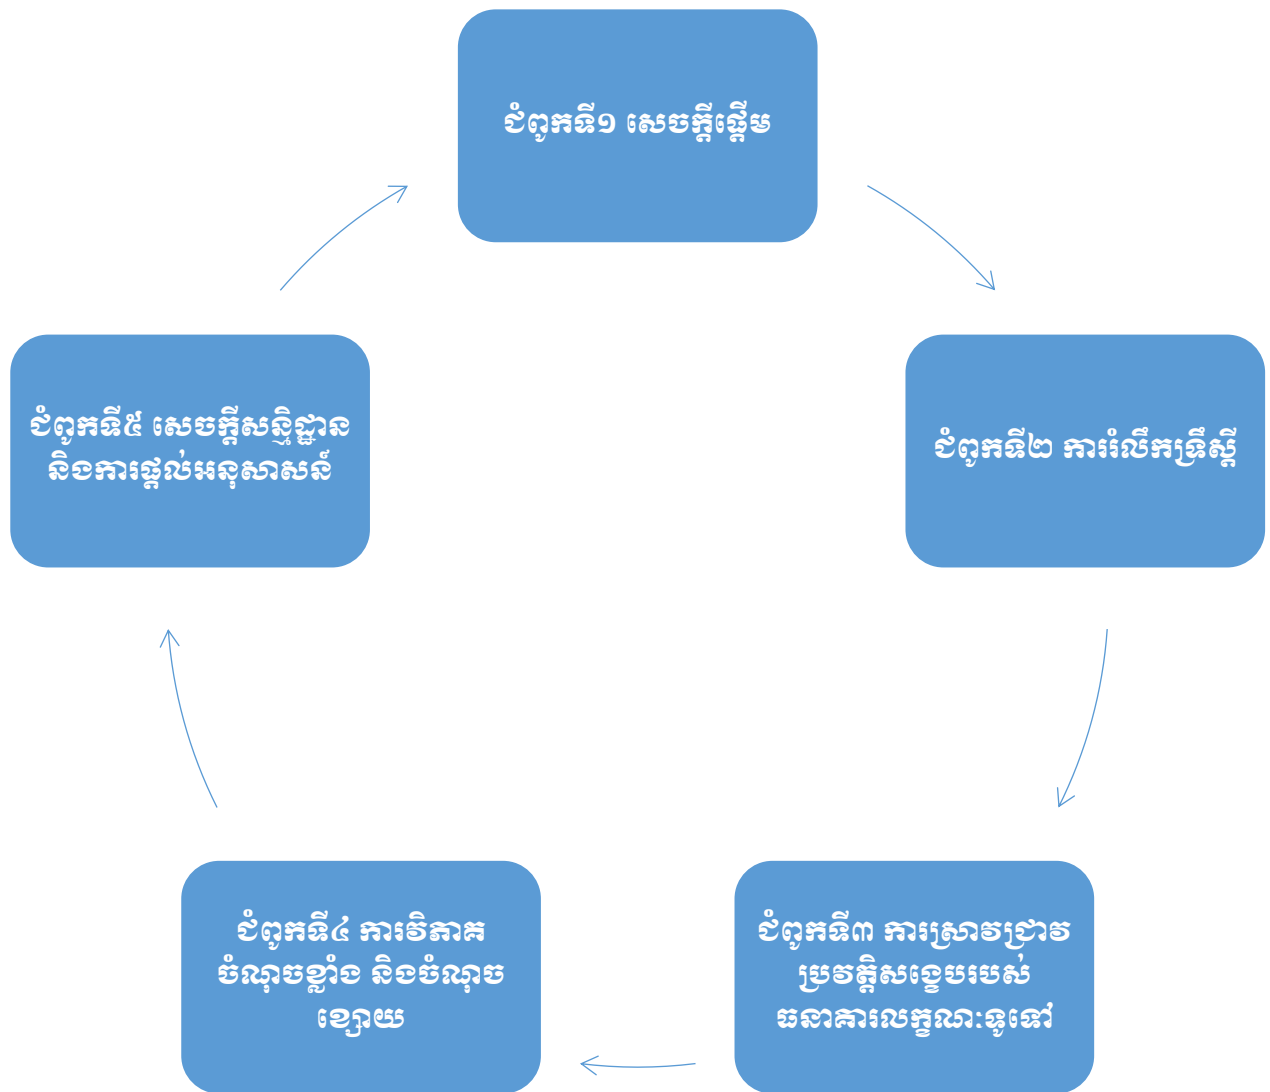 ជំពូកទី១ សេចក្តីផ្តើម
ជំពូកទី២ ការរំលឹកទ្រឹស្តី
ជំពូកទី៣ ការស្រាវជ្រាវ
ប្រវត្តិសង្ខេបរបស់
ធនាគារលក្ខណៈទូទៅ
ជំពូកទី៤ ការវិភាគ
ចំណុចខ្លាំង និងចំណុច
ខ្សោយ
ជំពូកទី៥ សេចក្តីសន្និដ្ឋាន
និងការផ្តល់អនុសាសន៍